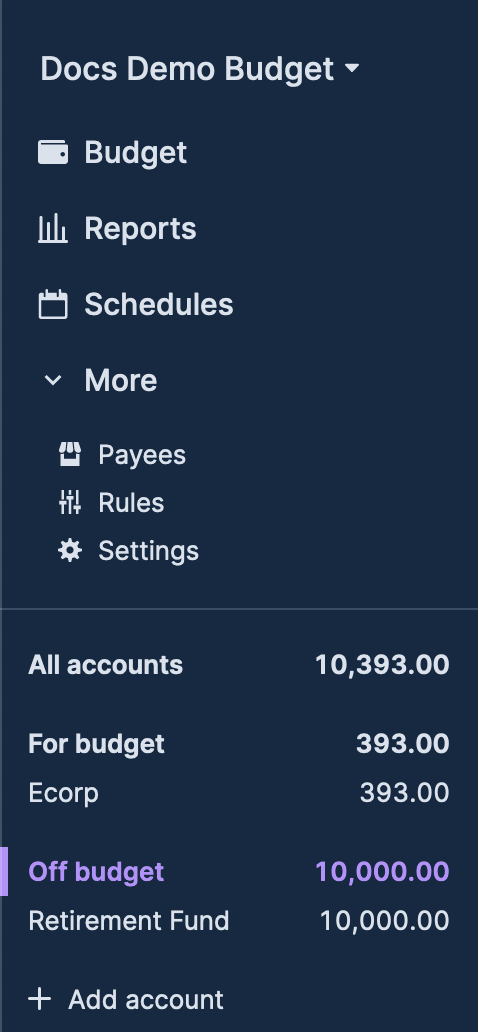 Docs Demo Budget
Budget
Reports
Schedules
More
Payees
Rules
Settings
All accounts 10,393.00
For budget 393.00
Ecorp 393.00
Off budget 10,000.00
Retirement Fund 10,000.00
+ Add account